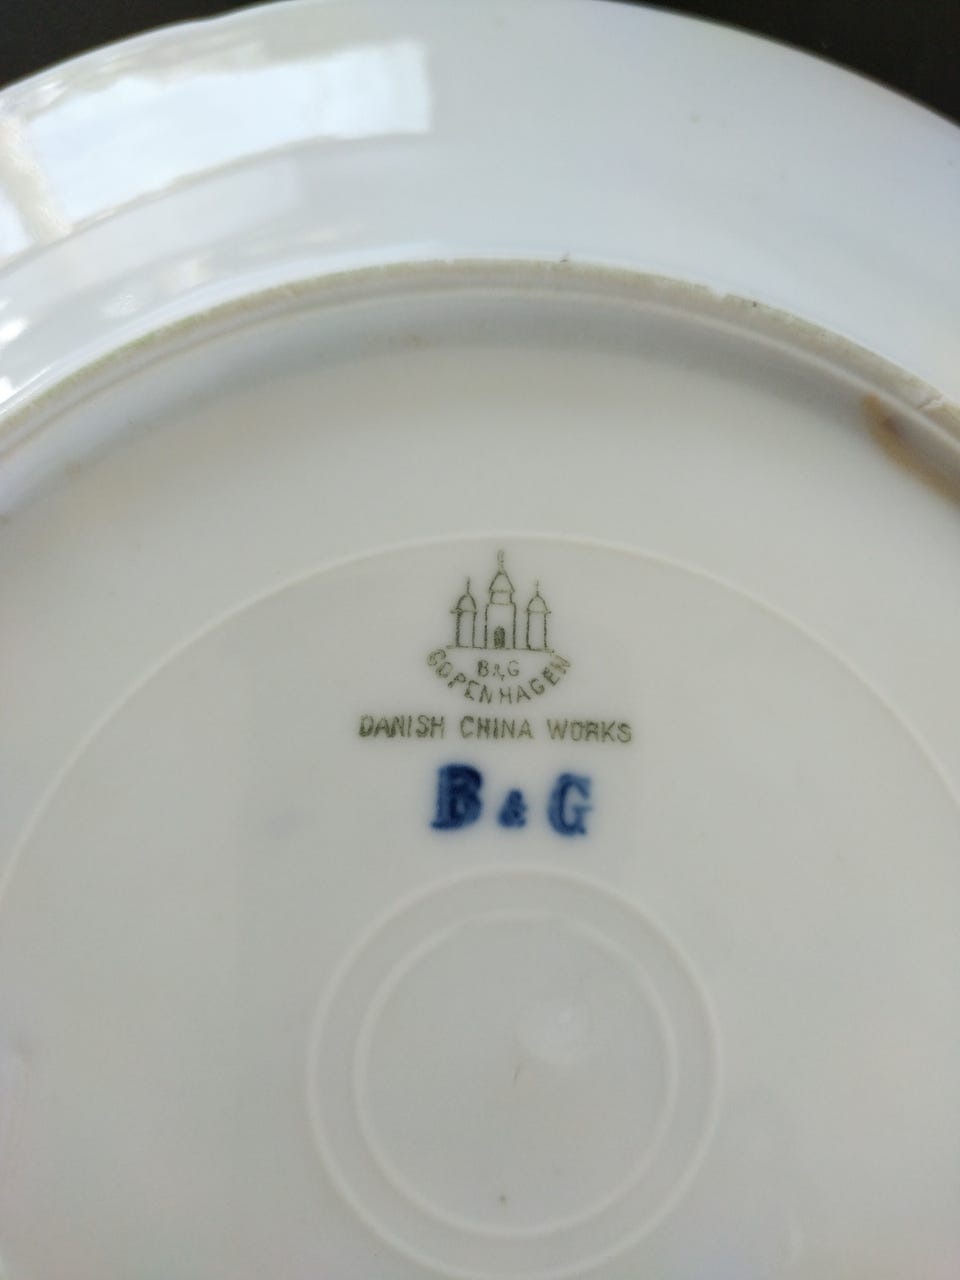 B&G
COPENHAGEN
DANISH CHINA WORKS
B & G